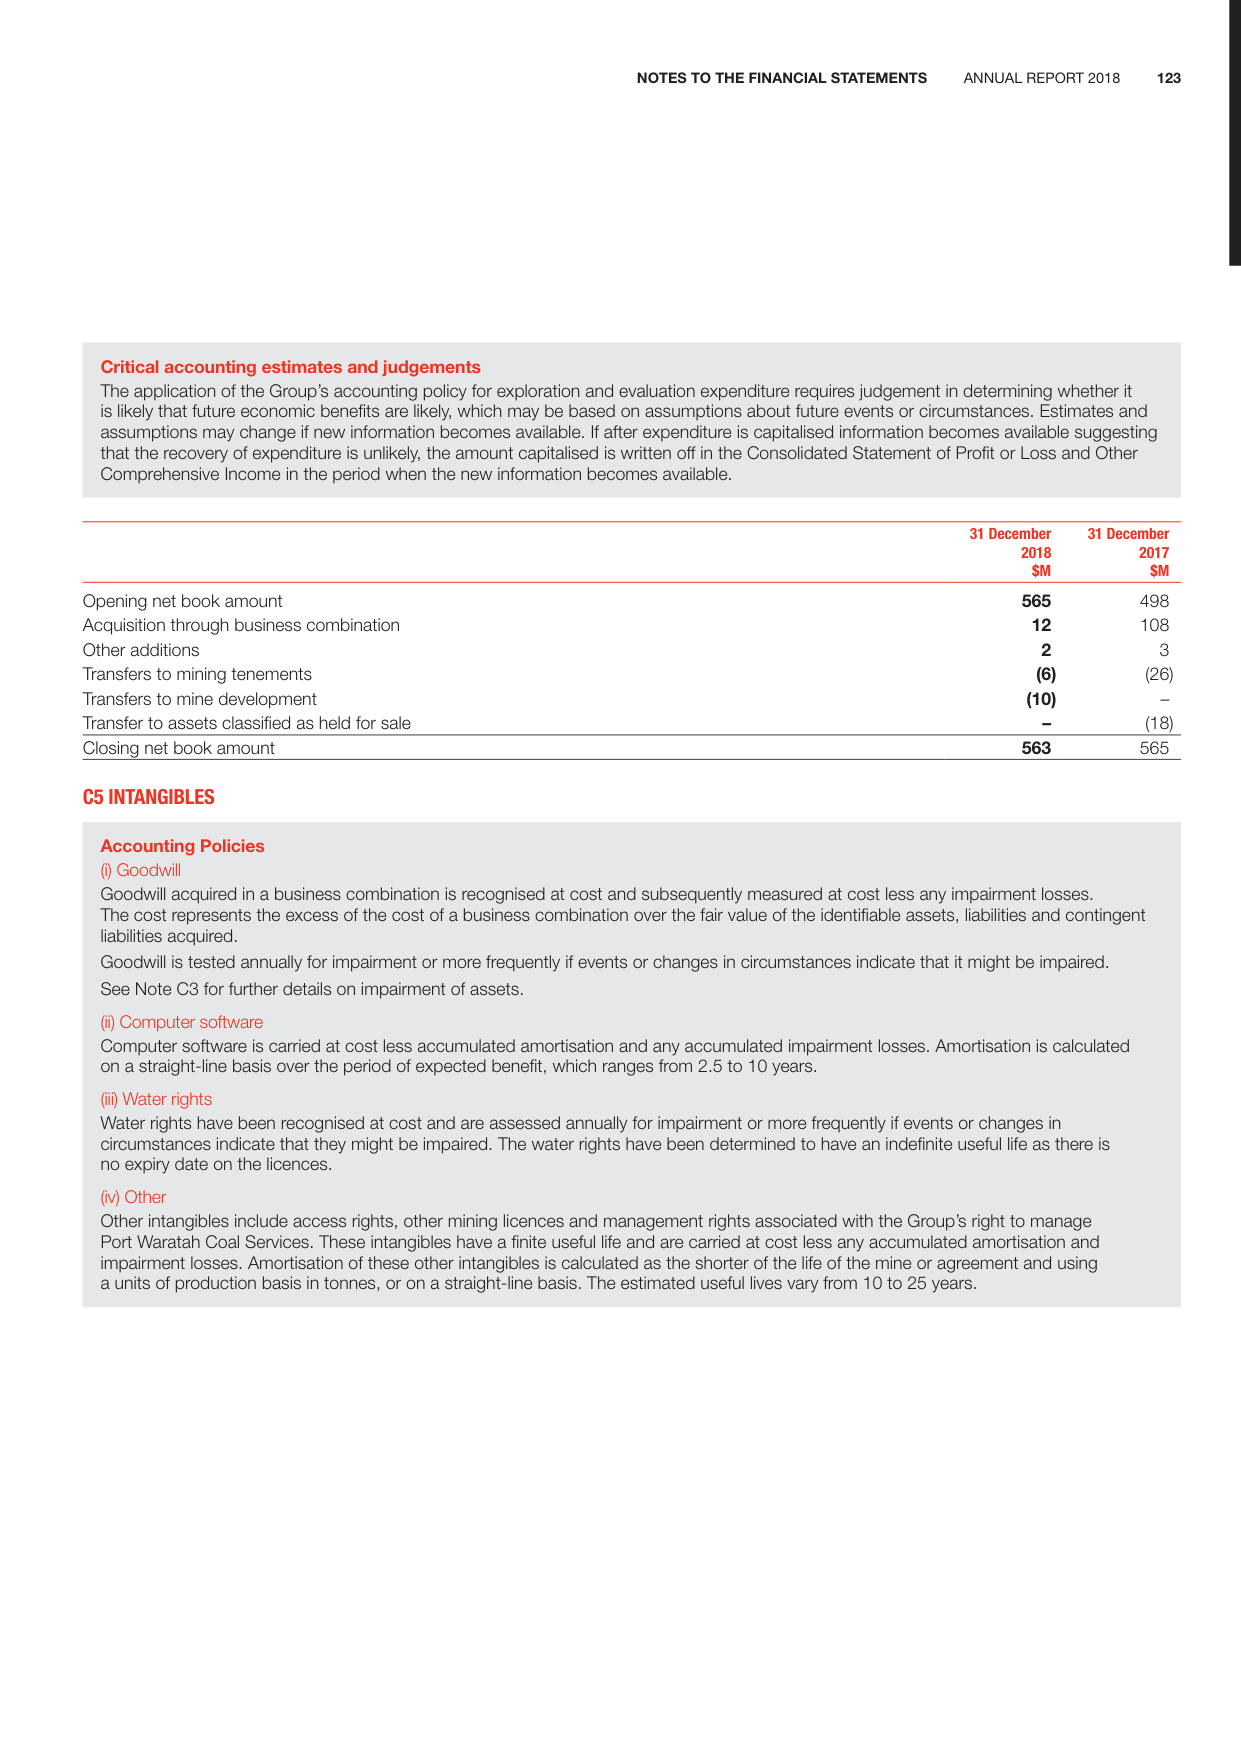 NOTES TO THE FINANCIAL STATEMENTS ANNUAL REPORT 2018 123
Critical accounting estimates and judgements
The application of the Group’s accounting policy for exploration and evaluation expenditure requires judgement in determining whether it
is likely that future economic benefits are likely, which may be based on assumptions about future events or circumstances. Estimates and
assumptions may change if new information becomes available. If after expenditure is capitalised information becomes available suggesting
that the recovery of expenditure is unlikely, the amount capitalised is written off in the Consolidated Statement of Profit or Loss and Other
Comprehensive Income in the period when the new information becomes available.
31 December 31 December
2018 2017
$M $M
Opening net book amount 565 498
Acquisition through business combination 12 108
Other additions 2 3
Transfers to mining tenements (6) (26)
Transfers to mine development (10) –
Transfer to assets classified as held for sale – (18)
Closing net book amount 563 565
C5 INTANGIBLES
Accounting Policies
(i) Goodwill
Goodwill acquired in a business combination is recognised at cost and subsequently measured at cost less any impairment losses.
The cost represents the excess of the cost of a business combination over the fair value of the identifiable assets, liabilities and contingent
liabilities acquired.
Goodwill is tested annually for impairment or more frequently if events or changes in circumstances indicate that it might be impaired.
See Note C3 for further details on impairment of assets.
(ii) Computer software
Computer software is carried at cost less accumulated amortisation and any accumulated impairment losses. Amortisation is calculated
on a straight-line basis over the period of expected benefit, which ranges from 2.5 to 10 years.
(iii) Water rights
Water rights have been recognised at cost and are assessed annually for impairment or more frequently if events or changes in
circumstances indicate that they might be impaired. The water rights have been determined to have an indefinite useful life as there is
no expiry date on the licences.
(iv) Other
Other intangibles include access rights, other mining licences and management rights associated with the Group’s right to manage
Port Waratah Coal Services. These intangibles have a finite useful life and are carried at cost less any accumulated amortisation and
impairment losses. Amortisation of these other intangibles is calculated as the shorter of the life of the mine or agreement and using
a units of production basis in tonnes, or on a straight-line basis. The estimated useful lives vary from 10 to 25 years.